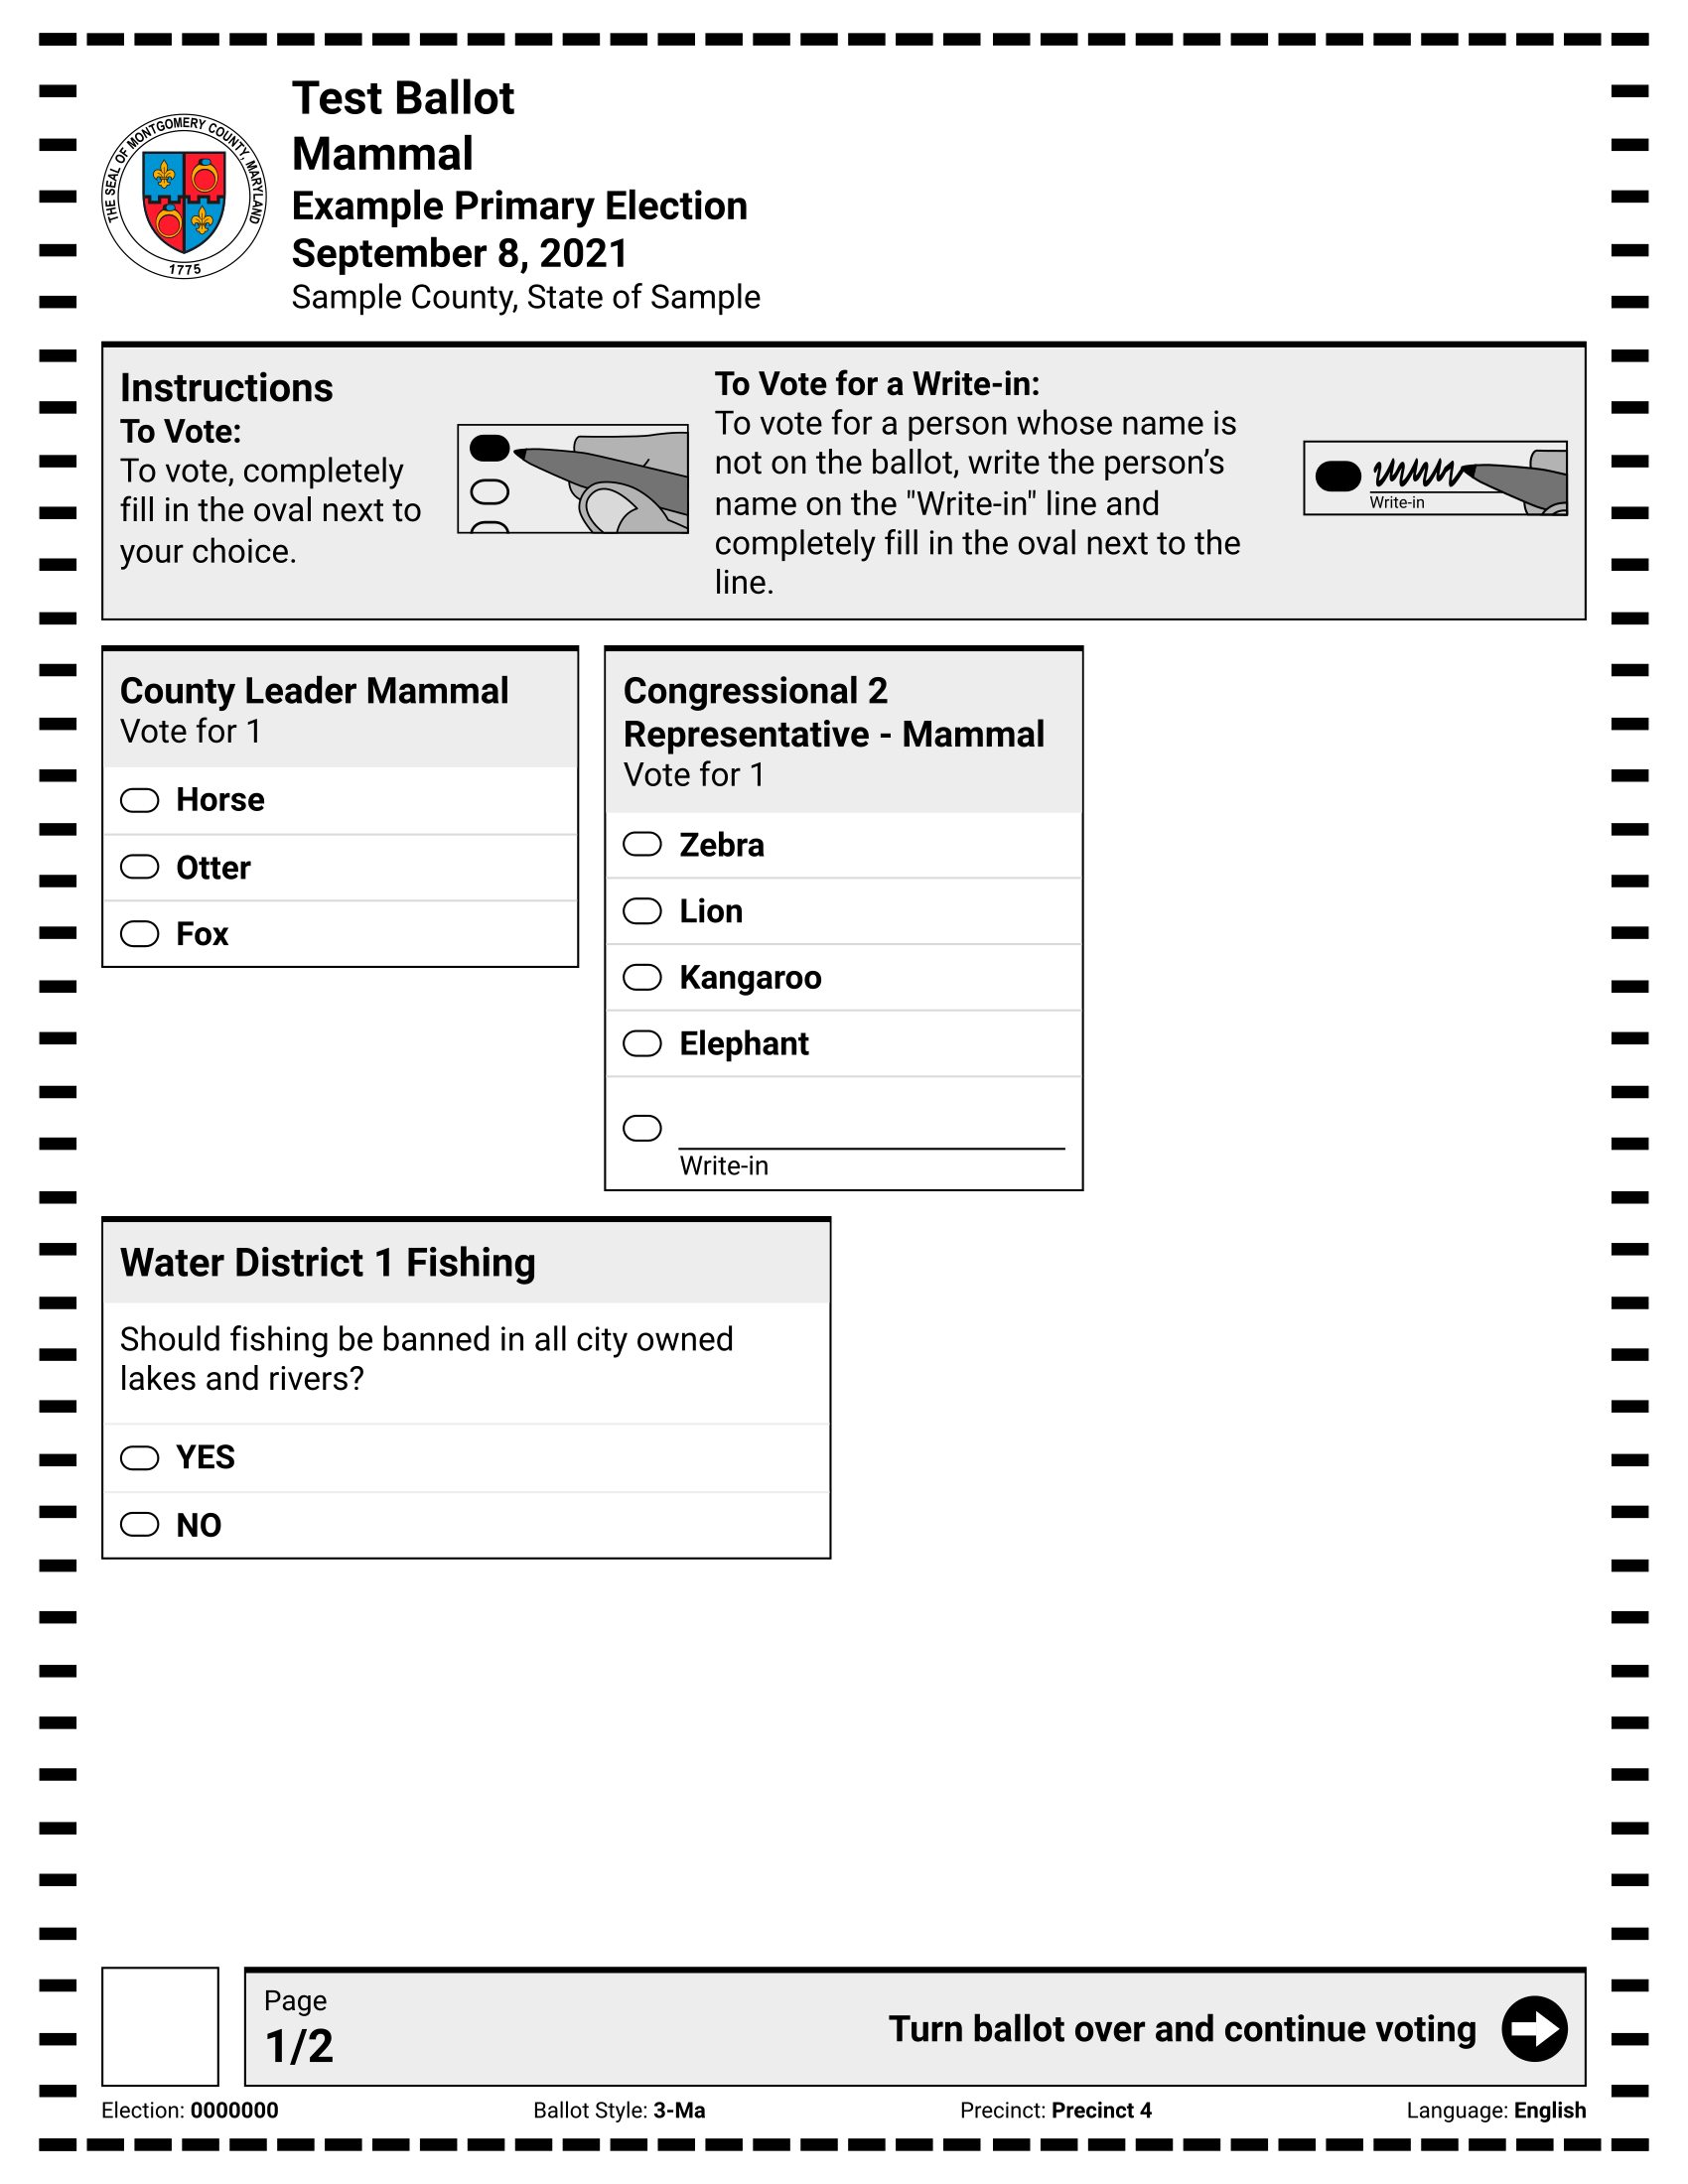 THE SEAL OF MONTGOMERY COUNTY, MARYLAND
1775
Test Ballot
Mammal
Example Primary Election
September 8, 2021
Sample County, State of Sample
Instructions
To Vote:
To vote, completely
fill in the oval next to
your choice.
To Vote for a Write-in:
To vote for a person whose name is
not on the ballot, write the person’s
name on the "Write-in" line and
completely fill in the oval next to the
line.
Write-in
County Leader Mammal
Vote for 1
Horse
Otter
Fox
Congressional 2
Representative - Mammal
Vote for 1
Zebra
Lion
Kangaroo
Elephant
Write-in
Water District 1 Fishing
Should fishing be banned in all city owned
lakes and rivers?
YES
NO
Page
1/2
Turn ballot over and continue voting
Election: 0000000 Ballot Style: 3-Ma Precinct: Precinct 4 Language: English